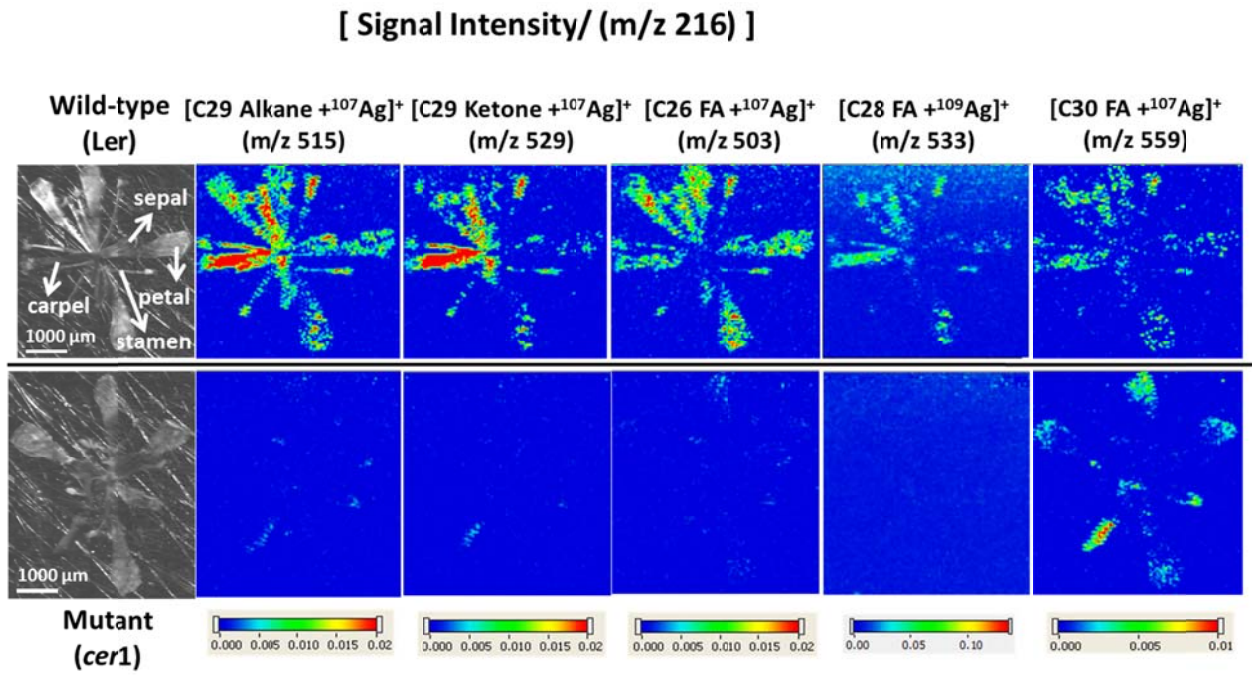 [ Signal Intensity/ (m/z 216) ]
Wild-type
(Ler)
[C29 Alkane +¹⁰⁷Ag]⁺
(m/z 515)
[C29 Ketone +¹⁰⁷Ag]⁺
(m/z 529)
[C26 FA +¹⁰⁷Ag]⁺
(m/z 503)
[C28 FA +¹⁰⁹Ag]⁺
(m/z 533)
[C30 FA +¹⁰⁷Ag]⁺
(m/z 559)
sepal
carpel
petal
stamen
1000 µm
1000 µm
Mutant
(cer1)
0.000 0.005 0.010 0.015 0.02
0.000 0.005 0.010 0.015 0.02
0.000 0.005 0.010 0.015 0.02
0.00 0.05 0.10
0.000 0.005 0.01